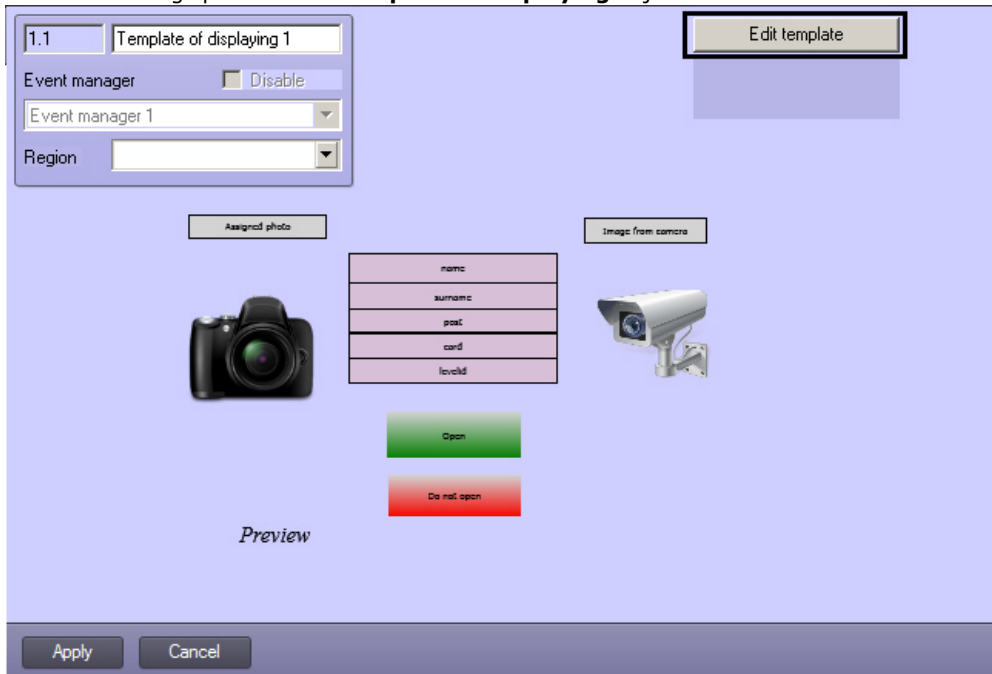 1.1 Template of displaying 1
Edit template
Event manager Disable
Event manager 1
Region
Assigned photo
Image from camera
name
surname
post
card
levelid
Open
Do not open
Preview
Apply Cancel